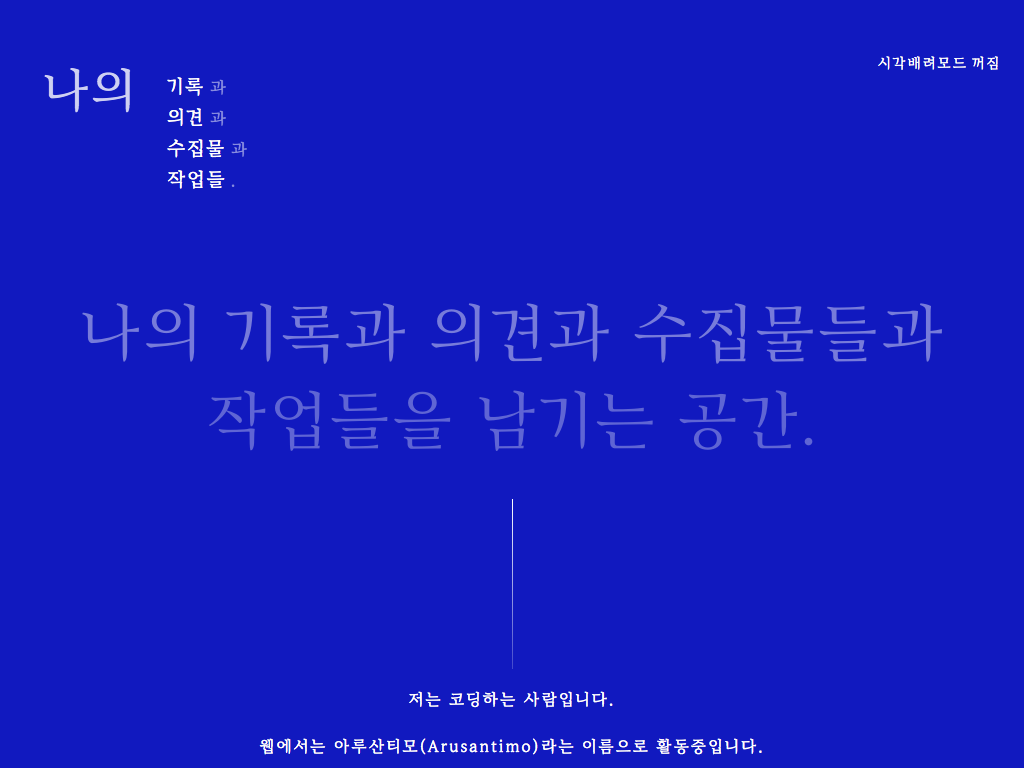 시각배려모드 꺼짐
나의
기록 과
의견 과
수집물 과
작업들 .
나의 기록과 의견과 수집물들과
작업들을 남기는 공간.
저는 코딩하는 사람입니다.
웹에서는 아루산티모(Arusantimo)라는 이름으로 활동중입니다.